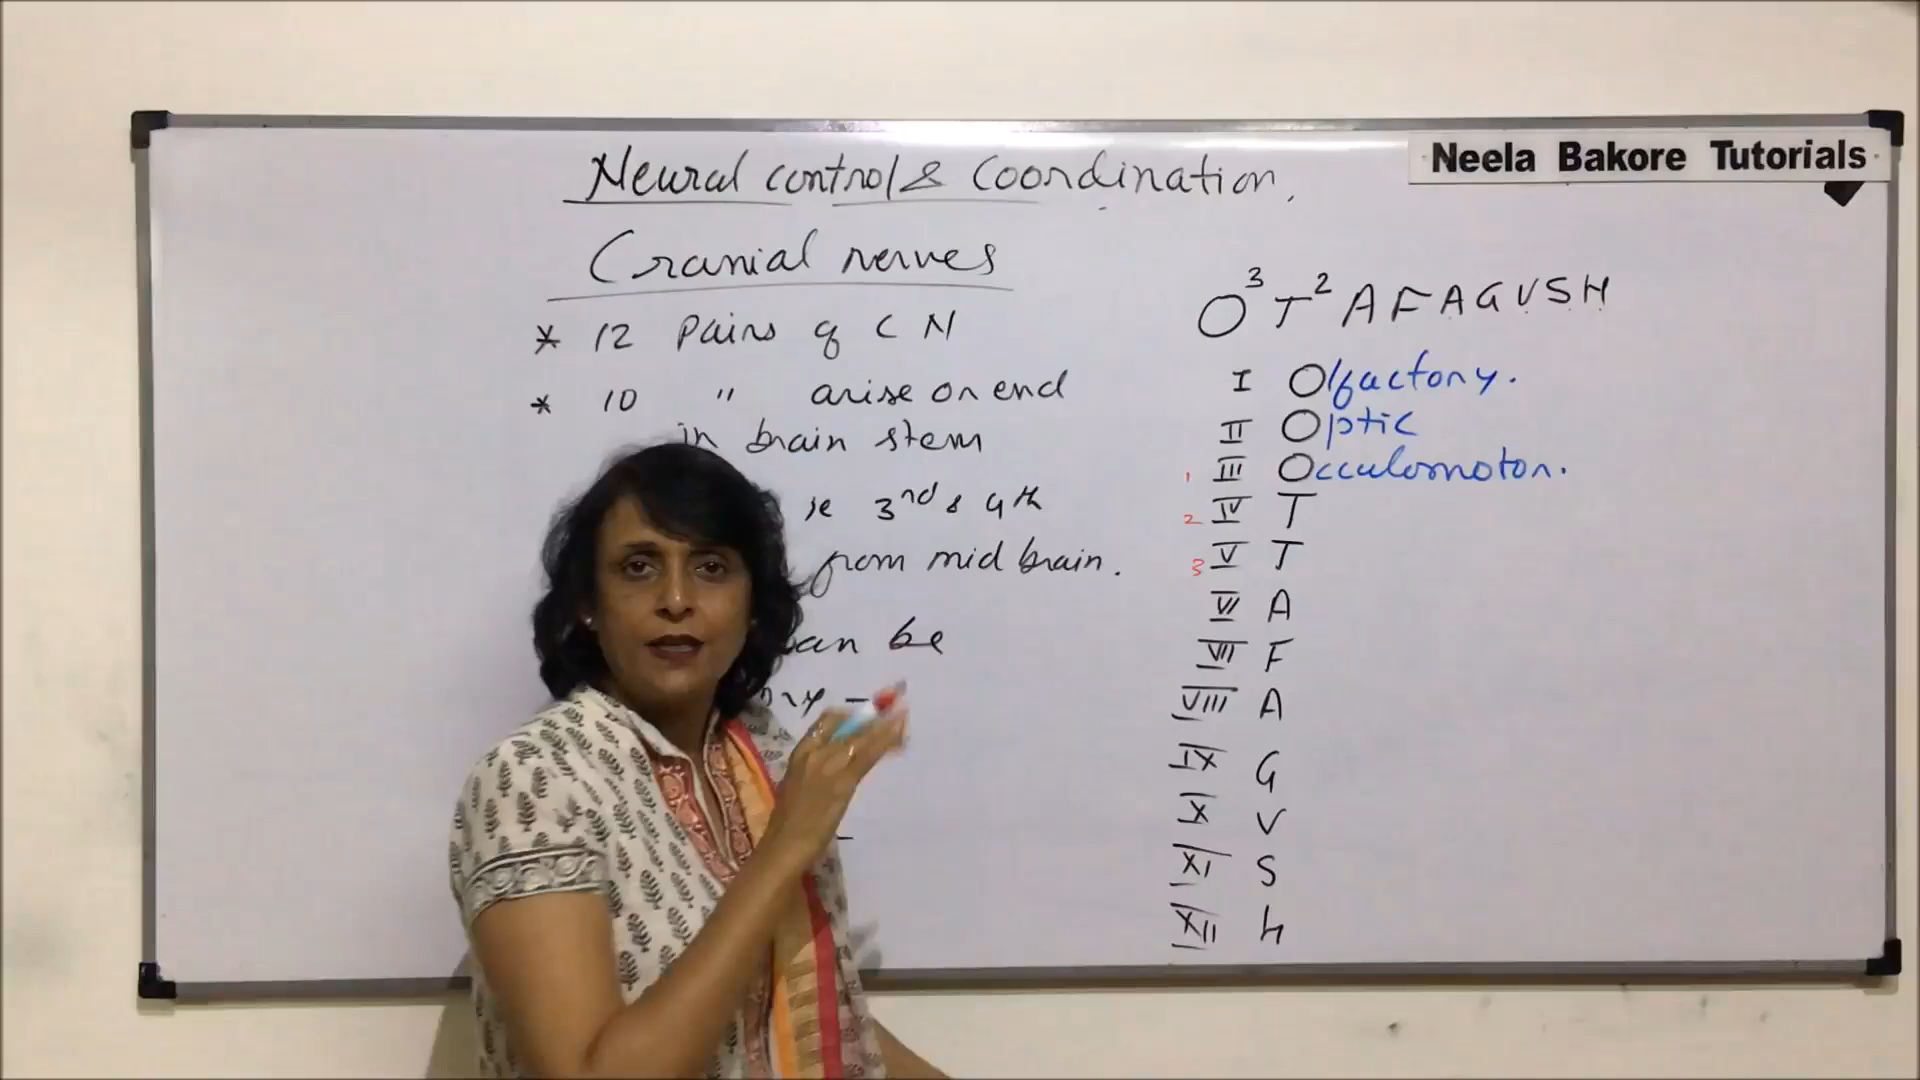 Neela Bakore Tutorials
Neural control & Coordination.
Cranial nerves
* 12 Pairs of C N
* 10 " arise or end
in brain stem
3rd & 4th
from mid brain.
can be
O3 T2 A F A G V S H
I Olfactory.
II Optic
1 III Occulomotor.
2 IV T
3 V T
VI A
VII F
VIII A
IX G
X V
XI S
XII h